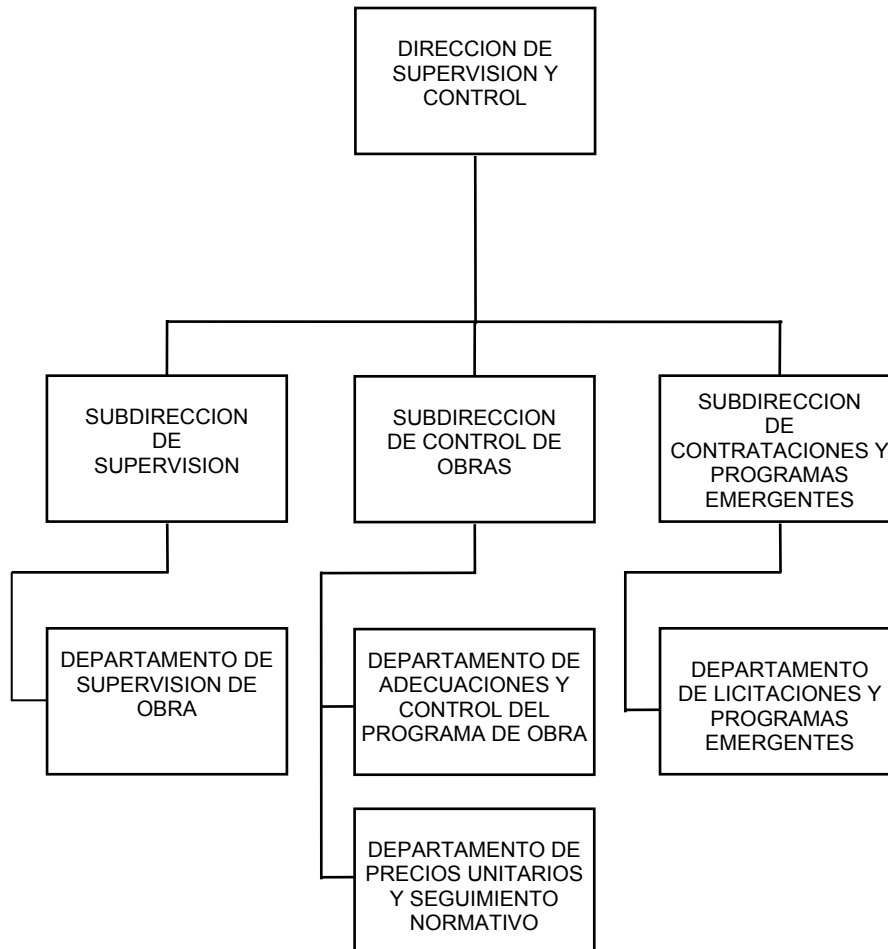 DIRECCION DE
SUPERVISION Y
CONTROL
SUBDIRECCION
DE
SUPERVISION
SUBDIRECCION
DE CONTROL DE
OBRAS
SUBDIRECCION
DE
CONTRATACIONES Y
PROGRAMAS
EMERGENTES
DEPARTAMENTO DE
SUPERVISION DE
OBRA
DEPARTAMENTO DE
ADECUACIONES Y
CONTROL DEL
PROGRAMA DE OBRA
DEPARTAMENTO
DE LICITACIONES Y
PROGRAMAS
EMERGENTES
DEPARTAMENTO DE
PRECIOS UNITARIOS
Y SEGUIMIENTO
NORMATIVO